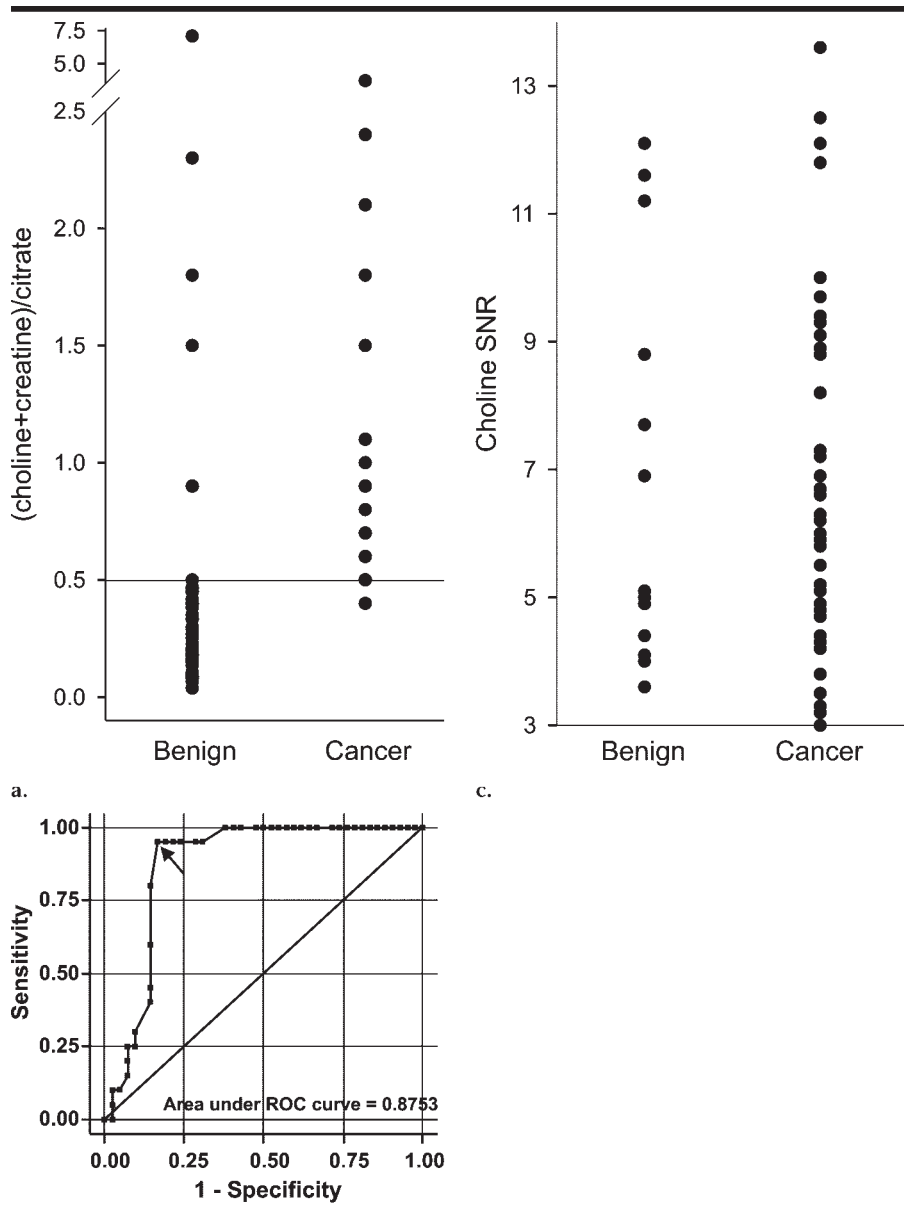 7.5
5.0
2.5
2.0
1.5
1.0
0.5
0.0
(choline+creatine)/citrate
Benign Cancer
a.
13
11
9
7
5
3
Choline SNR
Benign Cancer
c.
1.00
0.75
0.50
0.25
0.00
Sensitivity
Area under ROC curve = 0.8753
0.00 0.25 0.50 0.75 1.00
1 - Specificity